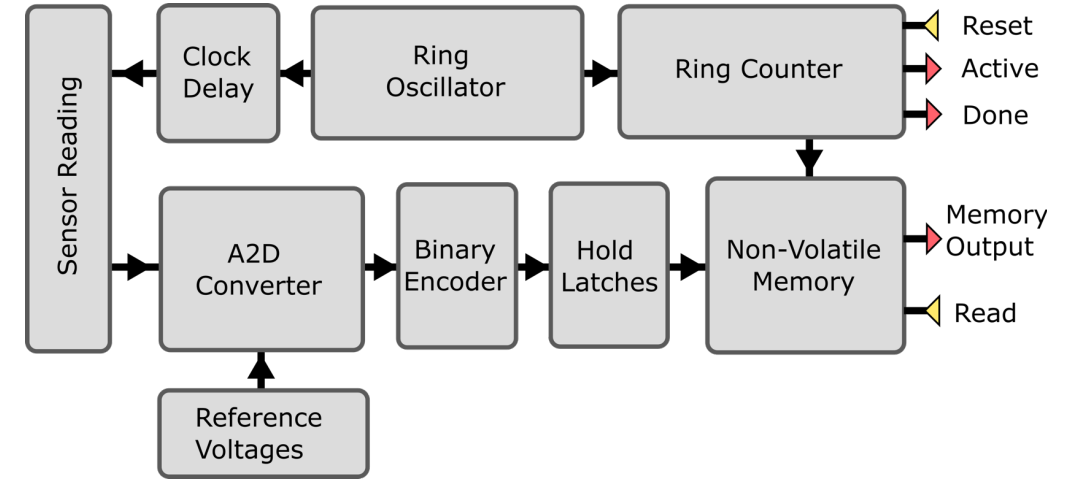 Sensor Reading
Clock
Delay
Ring
Oscillator
Ring Counter
Reset
Active
Done
A2D
Converter
Binary
Encoder
Hold
Latches
Non-Volatile
Memory
Memory
Output
Read
Reference
Voltages